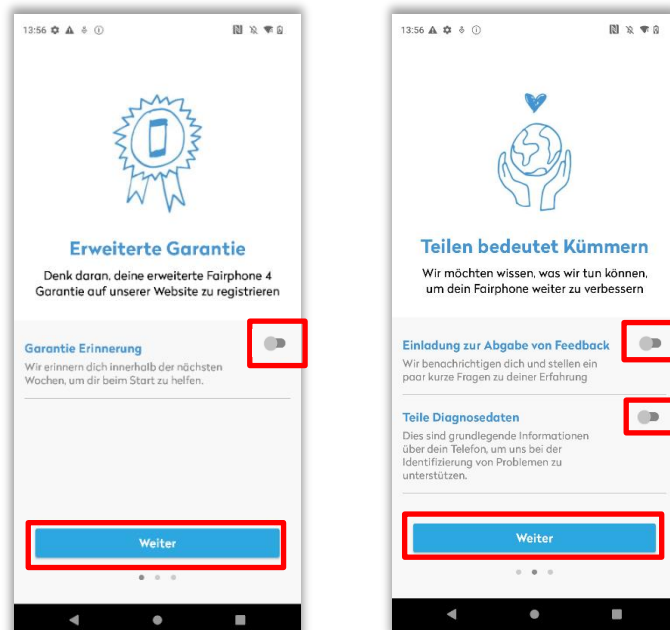 13:56
Erweiterte Garantie
Denk daran, deine erweiterte Fairphone 4
Garantie auf unserer Website zu registrieren
Garantie Erinnerung
Wir erinnern dich innerhalb der nächsten
Wochen, um dir beim Start zu helfen.
Weiter
13:56
Teilen bedeutet Kümmern
Wir möchten wissen, was wir tun können,
um dein Fairphone weiter zu verbessern
Einladung zur Abgabe von Feedback
Wir benachrichtigen dich und stellen ein
paar kurze Fragen zu deiner Erfahrung
Teile Diagnosedaten
Dies sind grundlegende Informationen
über dein Telefon, um uns bei der
Identifizierung von Problemen zu
unterstützen.
Weiter